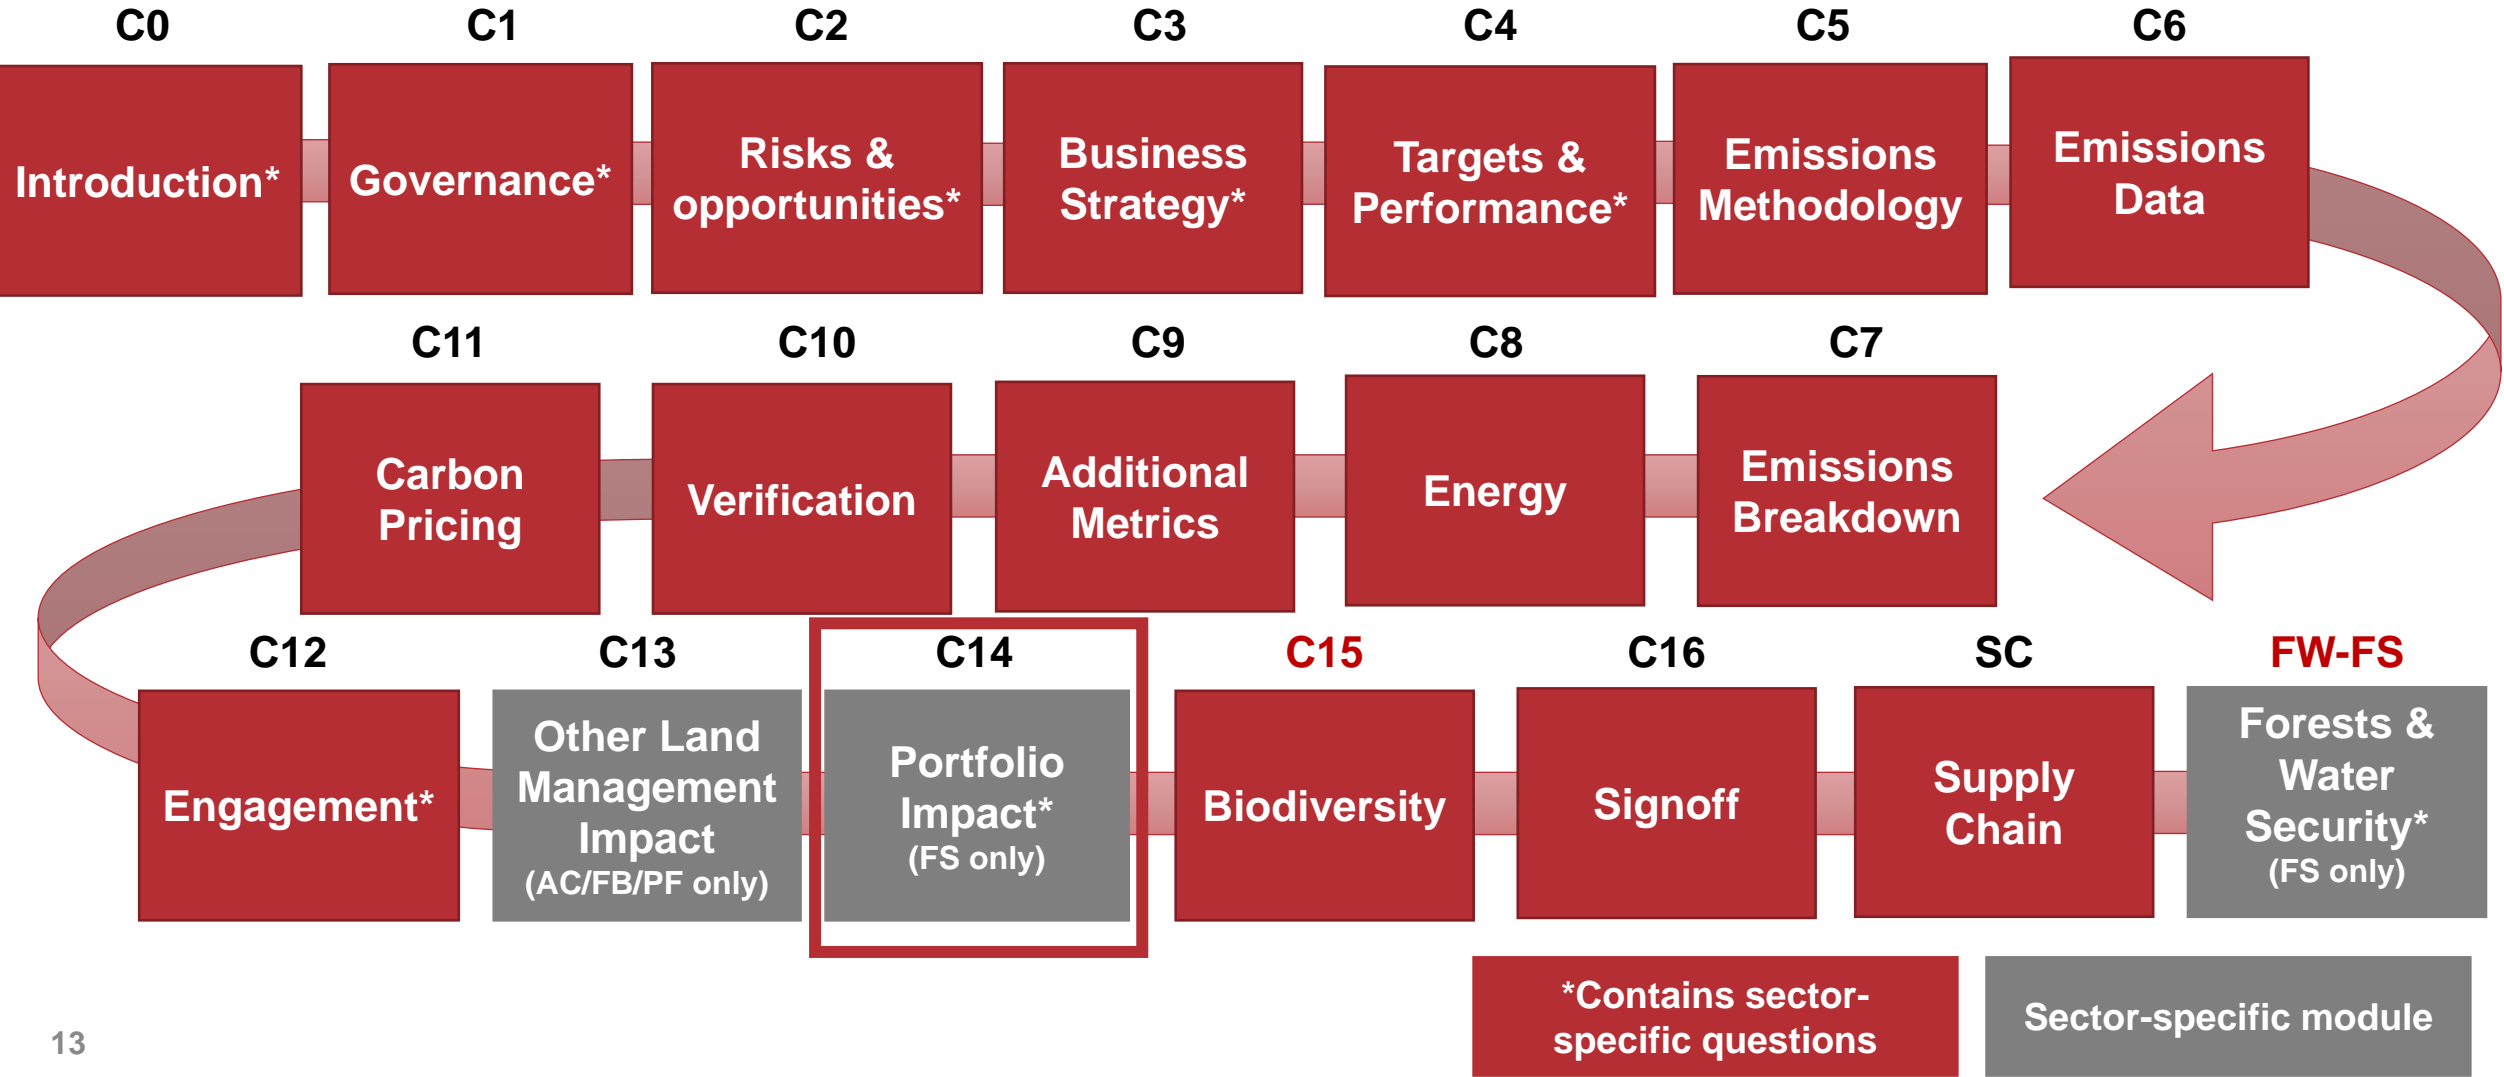 C0
Introduction*
C1
Governance*
C2
Risks &
opportunities*
C3
Business
Strategy*
C4
Targets &
Performance*
C5
Emissions
Methodology
C6
Emissions
Data
C11
Carbon
Pricing
C10
Verification
C9
Additional
Metrics
C8
Energy
C7
Emissions
Breakdown
C12
Engagement*
C13
Other Land
Management
Impact
(AC/FB/PF only)
C14
Portfolio
Impact*
(FS only)
C15
Biodiversity
C16
Signoff
SC
Supply
Chain
FW-FS
Forests &
Water
Security*
(FS only)
*Contains sector-
specific questions
Sector-specific module
13